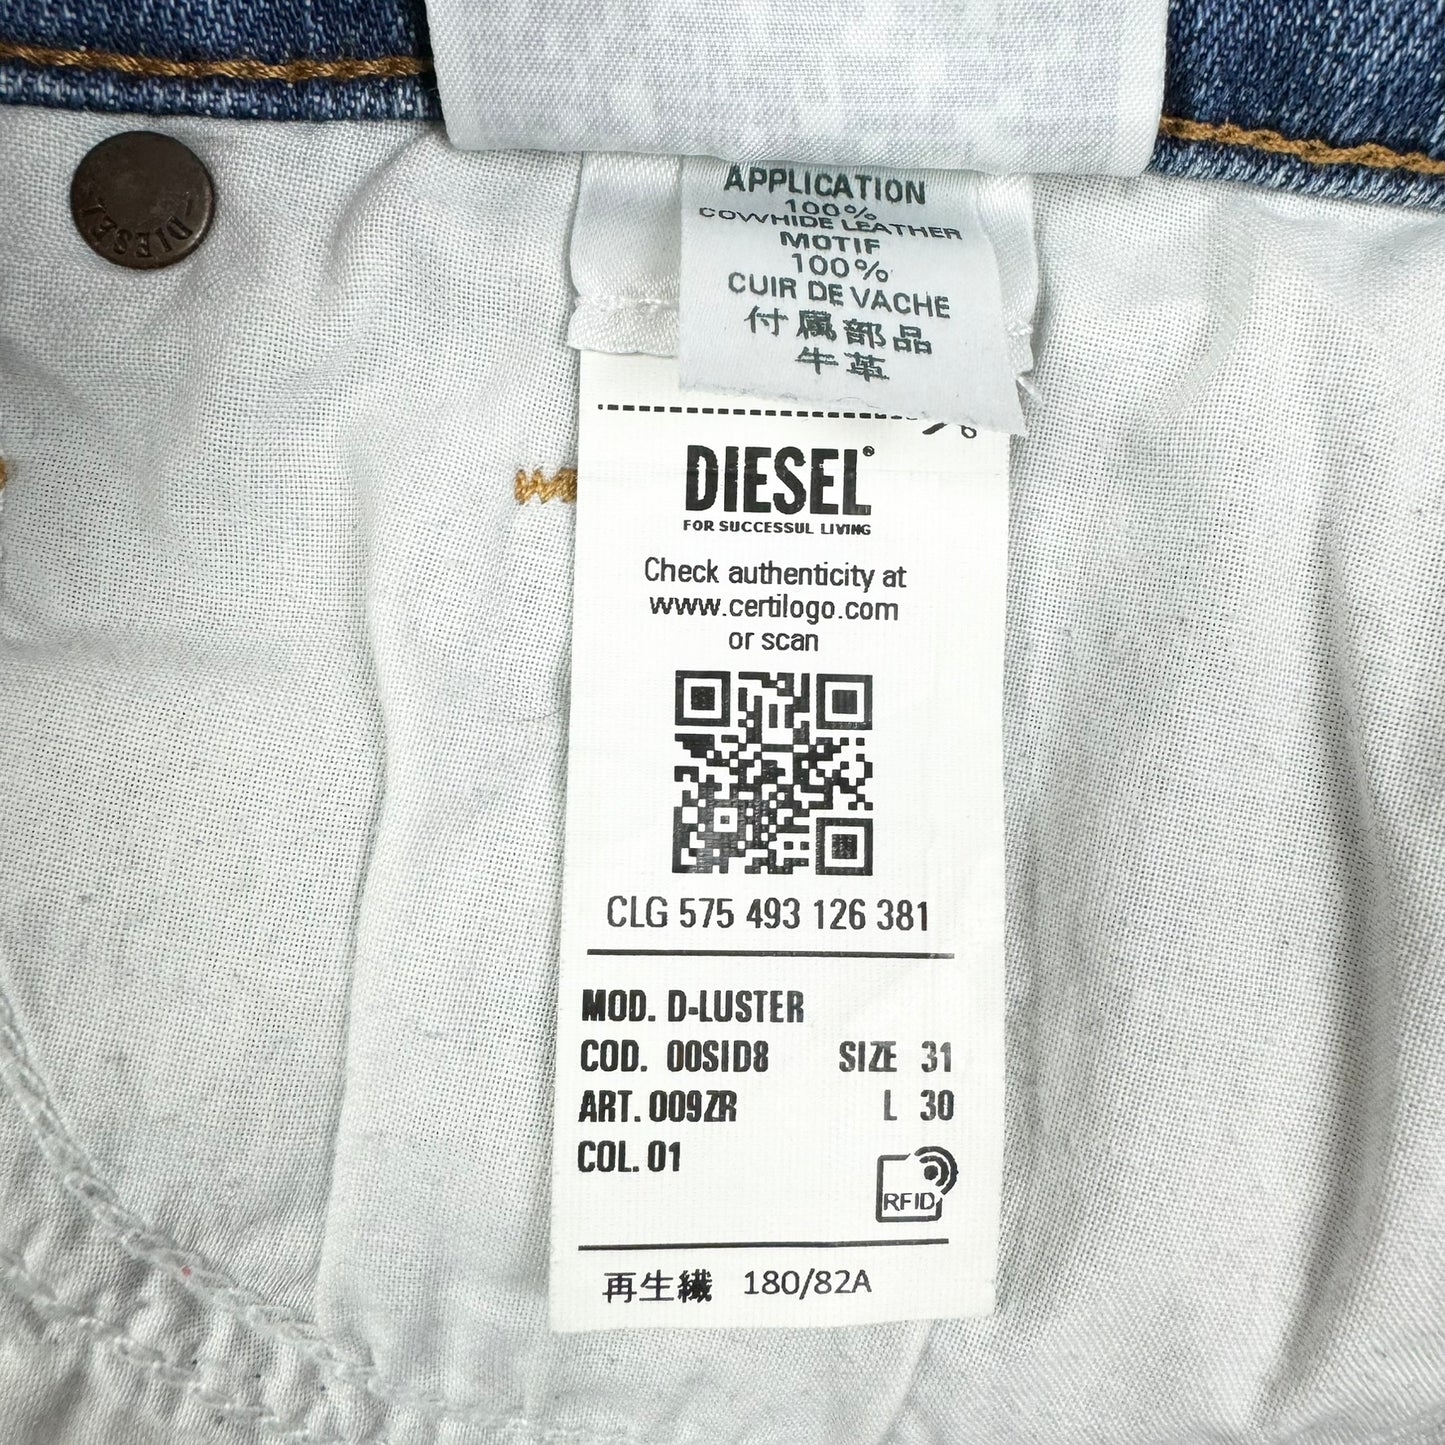 DIESEL
APPLICATION
100%
COWHIDE LEATHER
MOTIF
100%
CUIR DE VACHE
付属部品
牛革
DIESEL®
FOR SUCCESSUL LIVING
Check authenticity at
www.certilogo.com
or scan
CLG 575 493 126 381
MOD. D-LUSTER
COD. 00SID8 SIZE 31
ART. 009ZR L 30
COL. 01
RFID
再生繊 180/82A